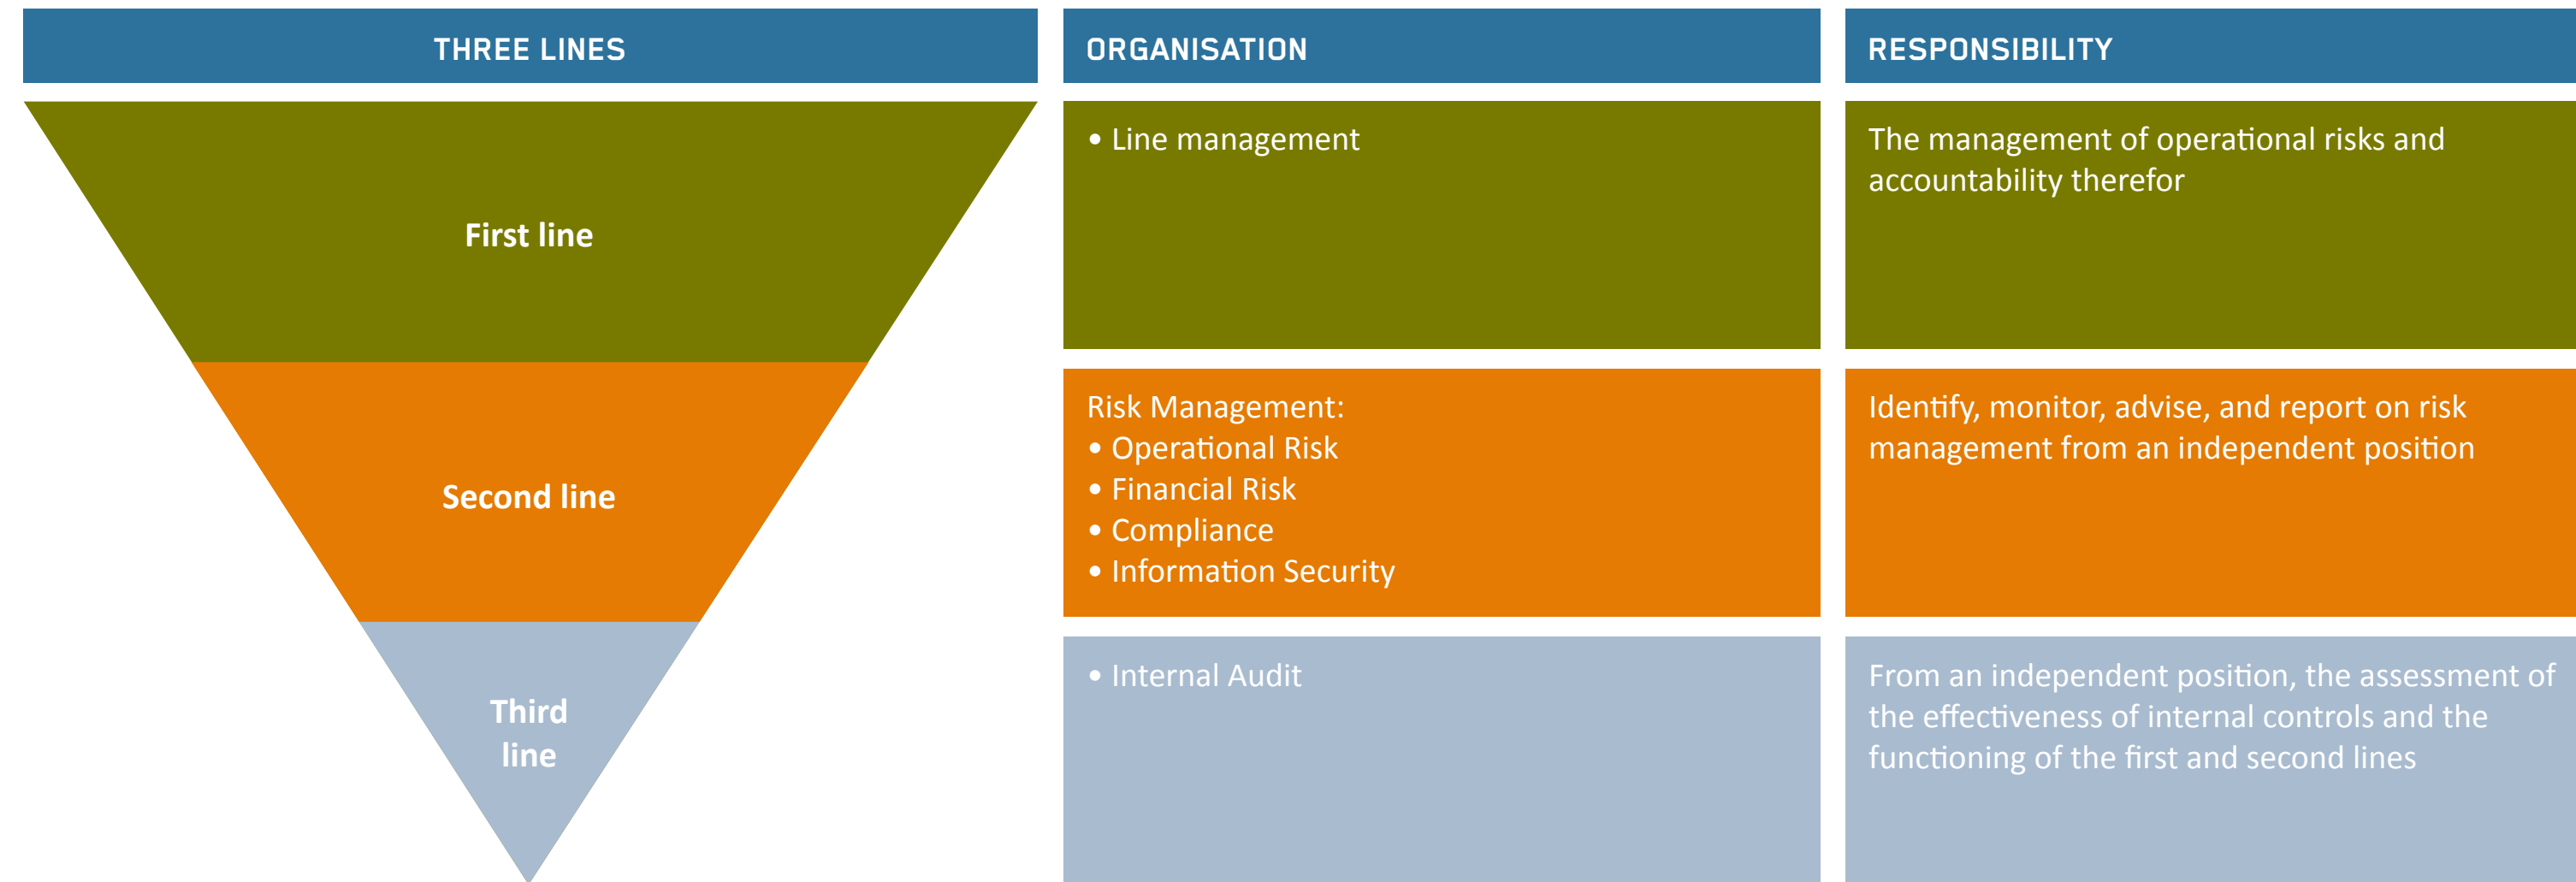 THREE LINES
ORGANISATION
RESPONSIBILITY
First line
• Line management
The management of operational risks and
accountability therefor
Second line
Risk Management:
• Operational Risk
• Financial Risk
• Compliance
• Information Security
Identify, monitor, advise, and report on risk
management from an independent position
Third
line
• Internal Audit
From an independent position, the assessment of
the effectiveness of internal controls and the
functioning of the first and second lines